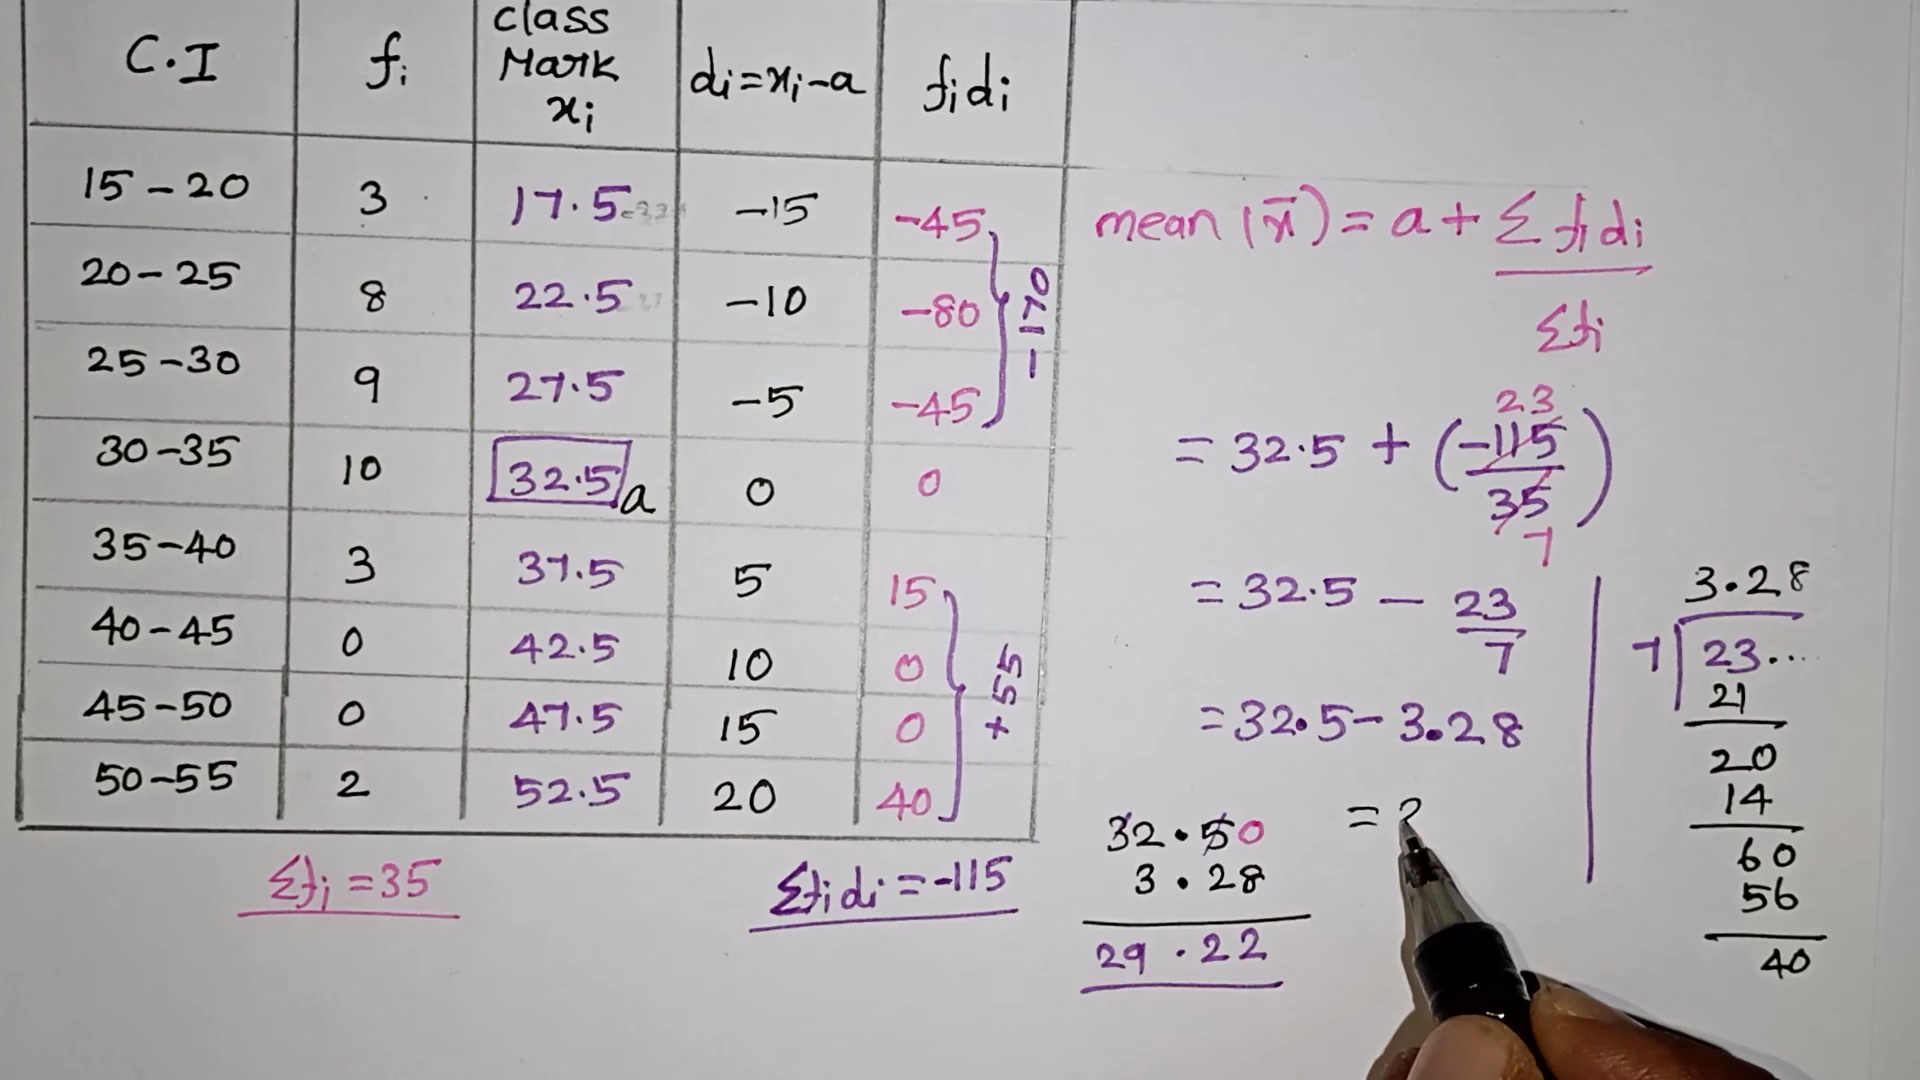 C.I fi class Mark xi di=xi-a fidi
15-20 3 17.5 -15 -45
20-25 8 22.5 -10 -80
25-30 9 27.5 -5 -45
-170
30-35 10 32.5 a 0 0
35-40 3 37.5 5 15
40-45 0 42.5 10 0
45-50 0 47.5 15 0
50-55 2 52.5 20 40
+55
Σfi=35 Σfidi=-115
mean (x̄)= a+ Σfidi
Σfi
23
= 32.5 + (-115
35)
7
= 32.5 - 23
7
= 32.5-3.28
32.50
3.28
29.22
=
3.28
7 23...
21
20
14
60
56
40